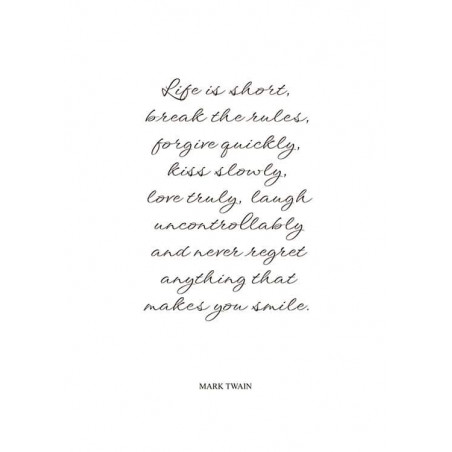 Life is short,
break the rules,
forgive quickly,
kiss slowly,
love truly, laugh
uncontrollably
and never regret
anything that
makes you smile.
MARK TWAIN